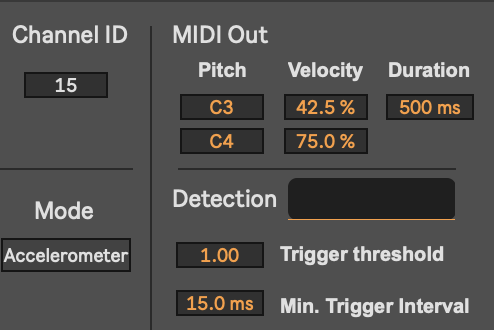 Channel ID
15
MIDI Out
Pitch Velocity Duration
C3 42.5 % 500 ms
C4 75.0 %
Mode
Accelerometer
Detection
1.00 Trigger threshold
15.0 ms Min. Trigger Interval